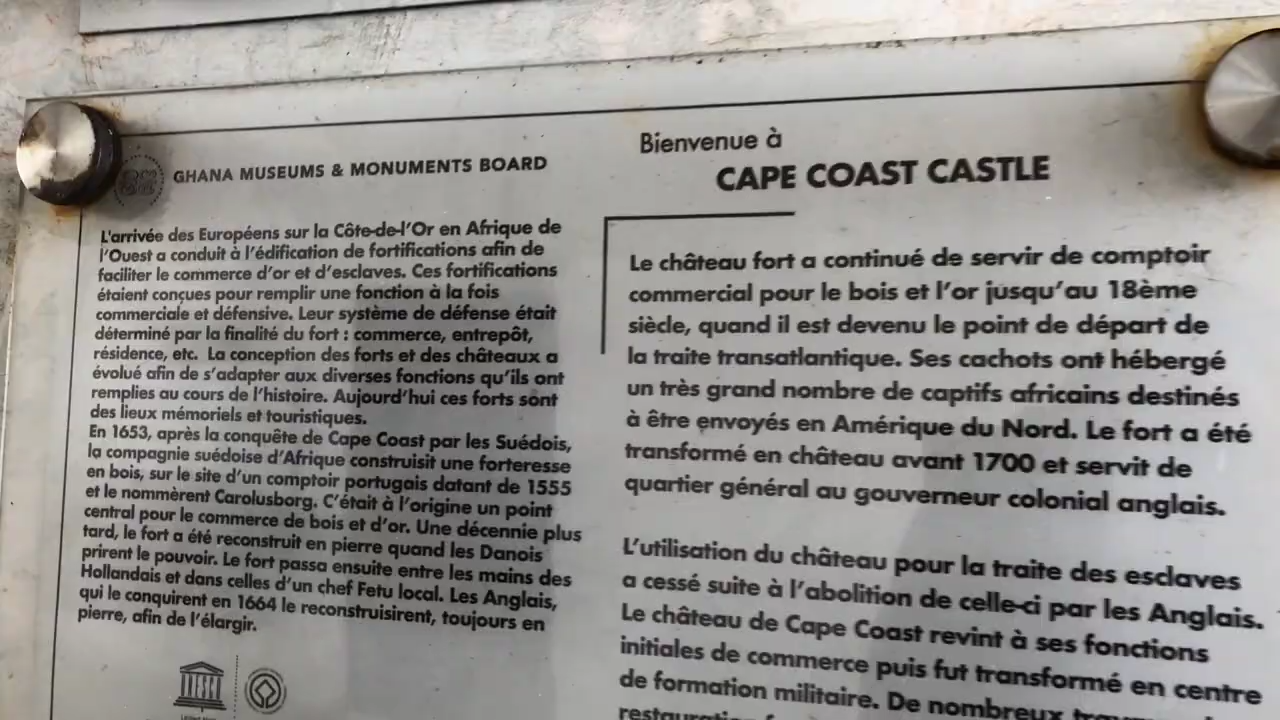 GHANA MUSEUMS & MONUMENTS BOARD
L'arrivée des Européens sur la Côte-de-l'Or en Afrique de
l'Ouest a conduit à l'édification de fortifications afin de
faciliter le commerce d'or et d'esclaves. Ces fortifications
étaient conçues pour remplir une fonction à la fois
commerciale et défensive. Leur système de défense était
déterminé par la finalité du fort : commerce, entrepôt,
résidence, etc. La conception des forts et des châteaux a
évolué afin de s'adapter aux diverses fonctions qu'ils ont
remplies au cours de l'histoire. Aujourd'hui ces forts sont
des lieux mémoriels et touristiques.
En 1653, après la conquête de Cape Coast par les Suédois,
la compagnie suédoise d'Afrique construisit une forteresse
en bois, sur le site d'un comptoir portugais datant de 1555
et le nommèrent Carolusborg. C'était à l'origine un point
central pour le commerce de bois et d'or. Une décennie plus
tard, le fort a été reconstruit en pierre quand les Danois
prirent le pouvoir. Le fort passa ensuite entre les mains des
Hollandais et dans celles d'un chef Fetu local. Les Anglais,
qui le conquirent en 1664 le reconstruisirent, toujours en
pierre, afin de l'élargir.
Bienvenue à
CAPE COAST CASTLE
Le château fort a continué de servir de comptoir
commercial pour le bois et l'or jusqu'au 18ème
siècle, quand il est devenu le point de départ de
la traite transatlantique. Ses cachots ont hébergé
un très grand nombre de captifs africains destinés
à être envoyés en Amérique du Nord. Le fort a été
transformé en château avant 1700 et servit de
quartier général au gouverneur colonial anglais.
L'utilisation du château pour la traite des esclaves
a cessé suite à l'abolition de celle-ci par les Anglais.
Le château de Cape Coast revint à ses fonctions
initiales de commerce puis fut transformé en centre
de formation militaire. De nombreux